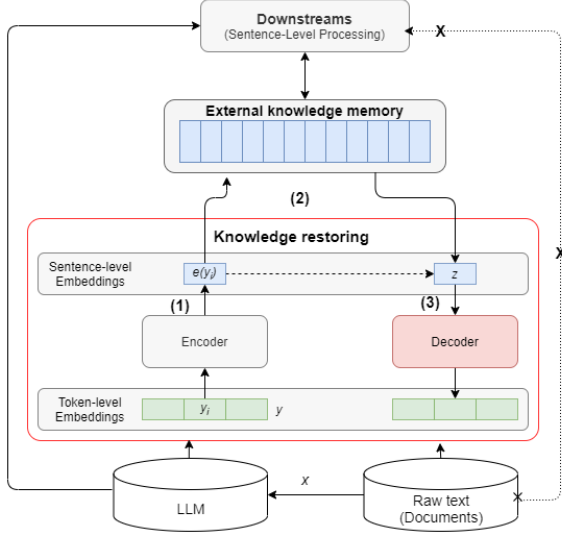 Downstreams
(Sentence-Level Processing)
X
External knowledge memory
(2)
Knowledge restoring
X
Sentence-level
Embeddings
e(yᵢ)
z
(1)
(3)
Encoder
Decoder
Token-level
Embeddings
yᵢ
y
LLM
x
Raw text
(Documents)
X